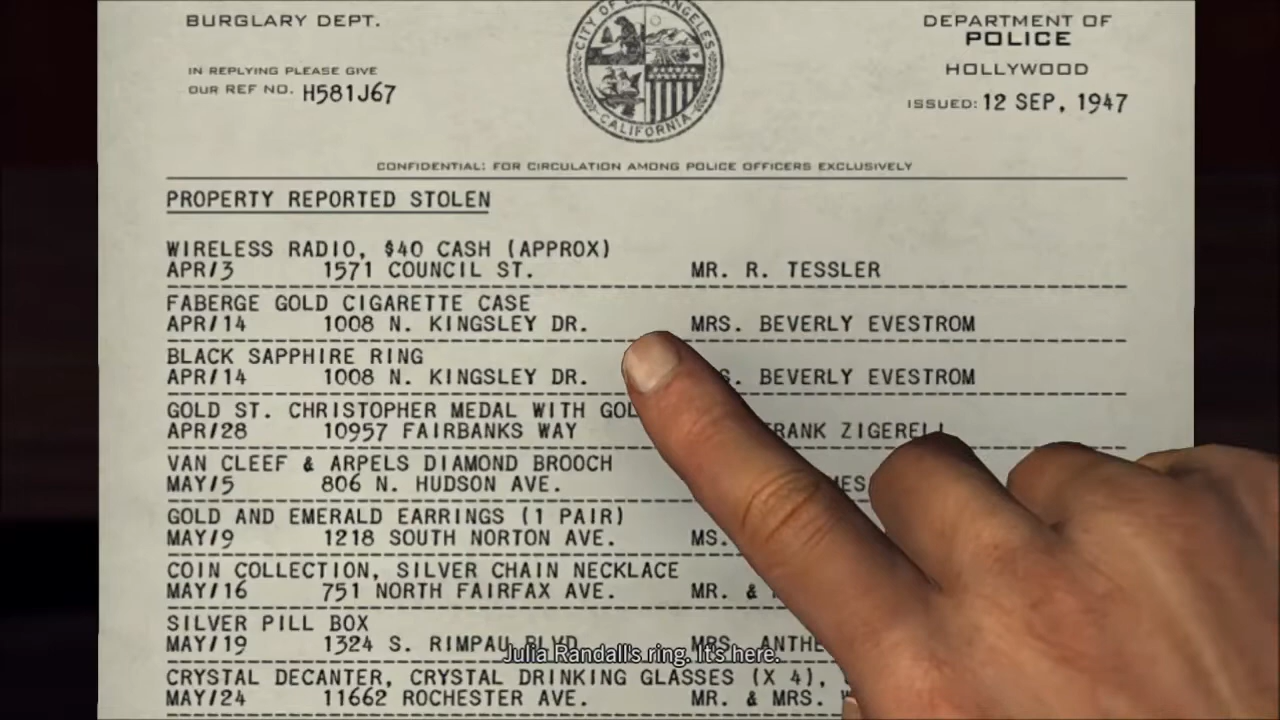 BURGLARY DEPT.
CITY OF LOS ANGELES
CALIFORNIA
DEPARTMENT OF
POLICE
HOLLYWOOD
IN REPLYING PLEASE GIVE
OUR REF NO. H581J67
ISSUED: 12 SEP, 1947
CONFIDENTIAL: FOR CIRCULATION AMONG POLICE OFFICERS EXCLUSIVELY
PROPERTY REPORTED STOLEN
WIRELESS RADIO, $40 CASH (APPROX)
APR/3 1571 COUNCIL ST. MR. R. TESSLER
FABERGE GOLD CIGARETTE CASE
APR/14 1008 N. KINGSLEY DR. MRS. BEVERLY EVESTROM
BLACK SAPPHIRE RING
APR/14 1008 N. KINGSLEY DR. BEVERLY EVESTROM
GOLD ST. CHRISTOPHER MEDAL WITH
APR/28 10957 FAIRBANKS WAY
VAN CLEEF & ARPELS DIAMOND BROOCH
MAY/5 806 N. HUDSON AVE.
GOLD AND EMERALD EARRINGS (1 PAIR)
MAY/9 1218 SOUTH NORTON AVE. MS.
COIN COLLECTION, SILVER CHAIN NECKLACE
MAY/16 751 NORTH FAIRFAX AVE. MR. &
SILVER PILL BOX
MAY/19 1324 S. RIMPAU BLVD MRS.
Julia Randall's ring. It's here.
CRYSTAL DECANTER, CRYSTAL DRINKING GLASSES (X 4),
MAY/24 11662 ROCHESTER AVE. MR. & MRS.